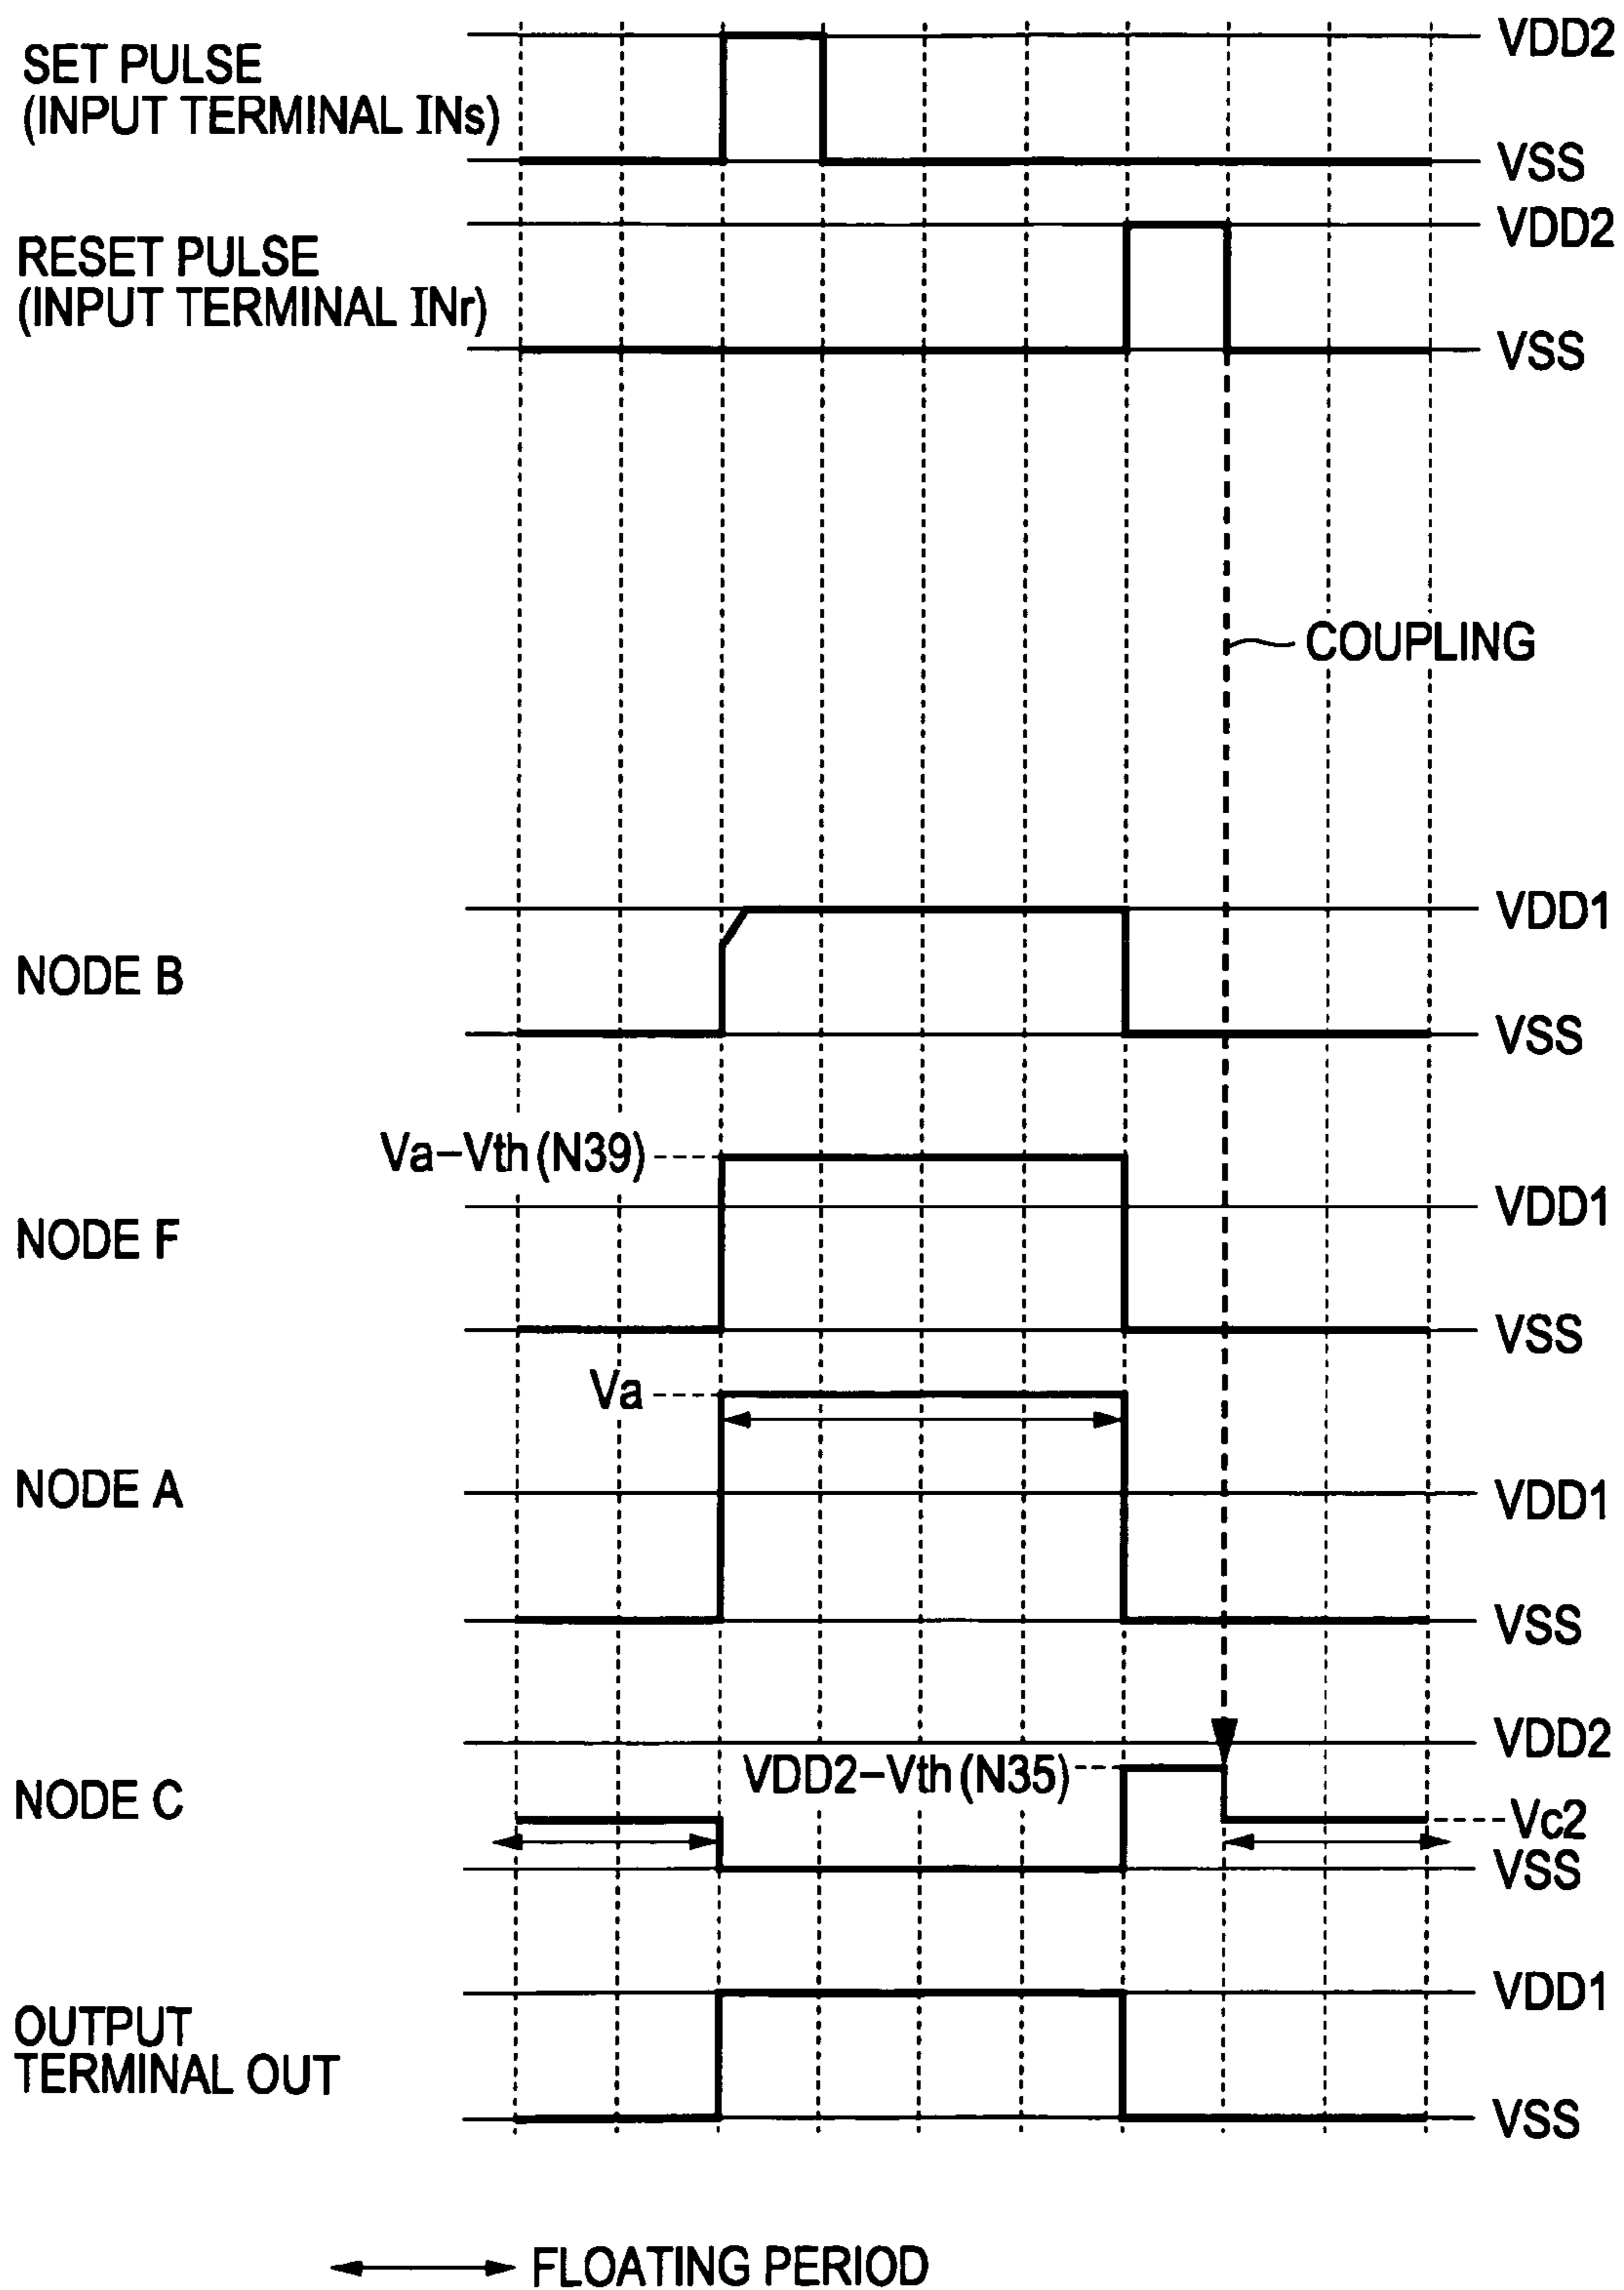 VDD2
SET PULSE
(INPUT TERMINAL INs)
VSS
VDD2
RESET PULSE
(INPUT TERMINAL INr)
VSS
COUPLING
VDD1
NODE B
VSS
Va-Vth(N39)
VDD1
NODE F
VSS
Va
NODE A
VDD1
VSS
VDD2
VDD2-Vth(N35)
NODE C
Vc2
VSS
VDD1
OUTPUT
TERMINAL OUT
VSS
FLOATING PERIOD